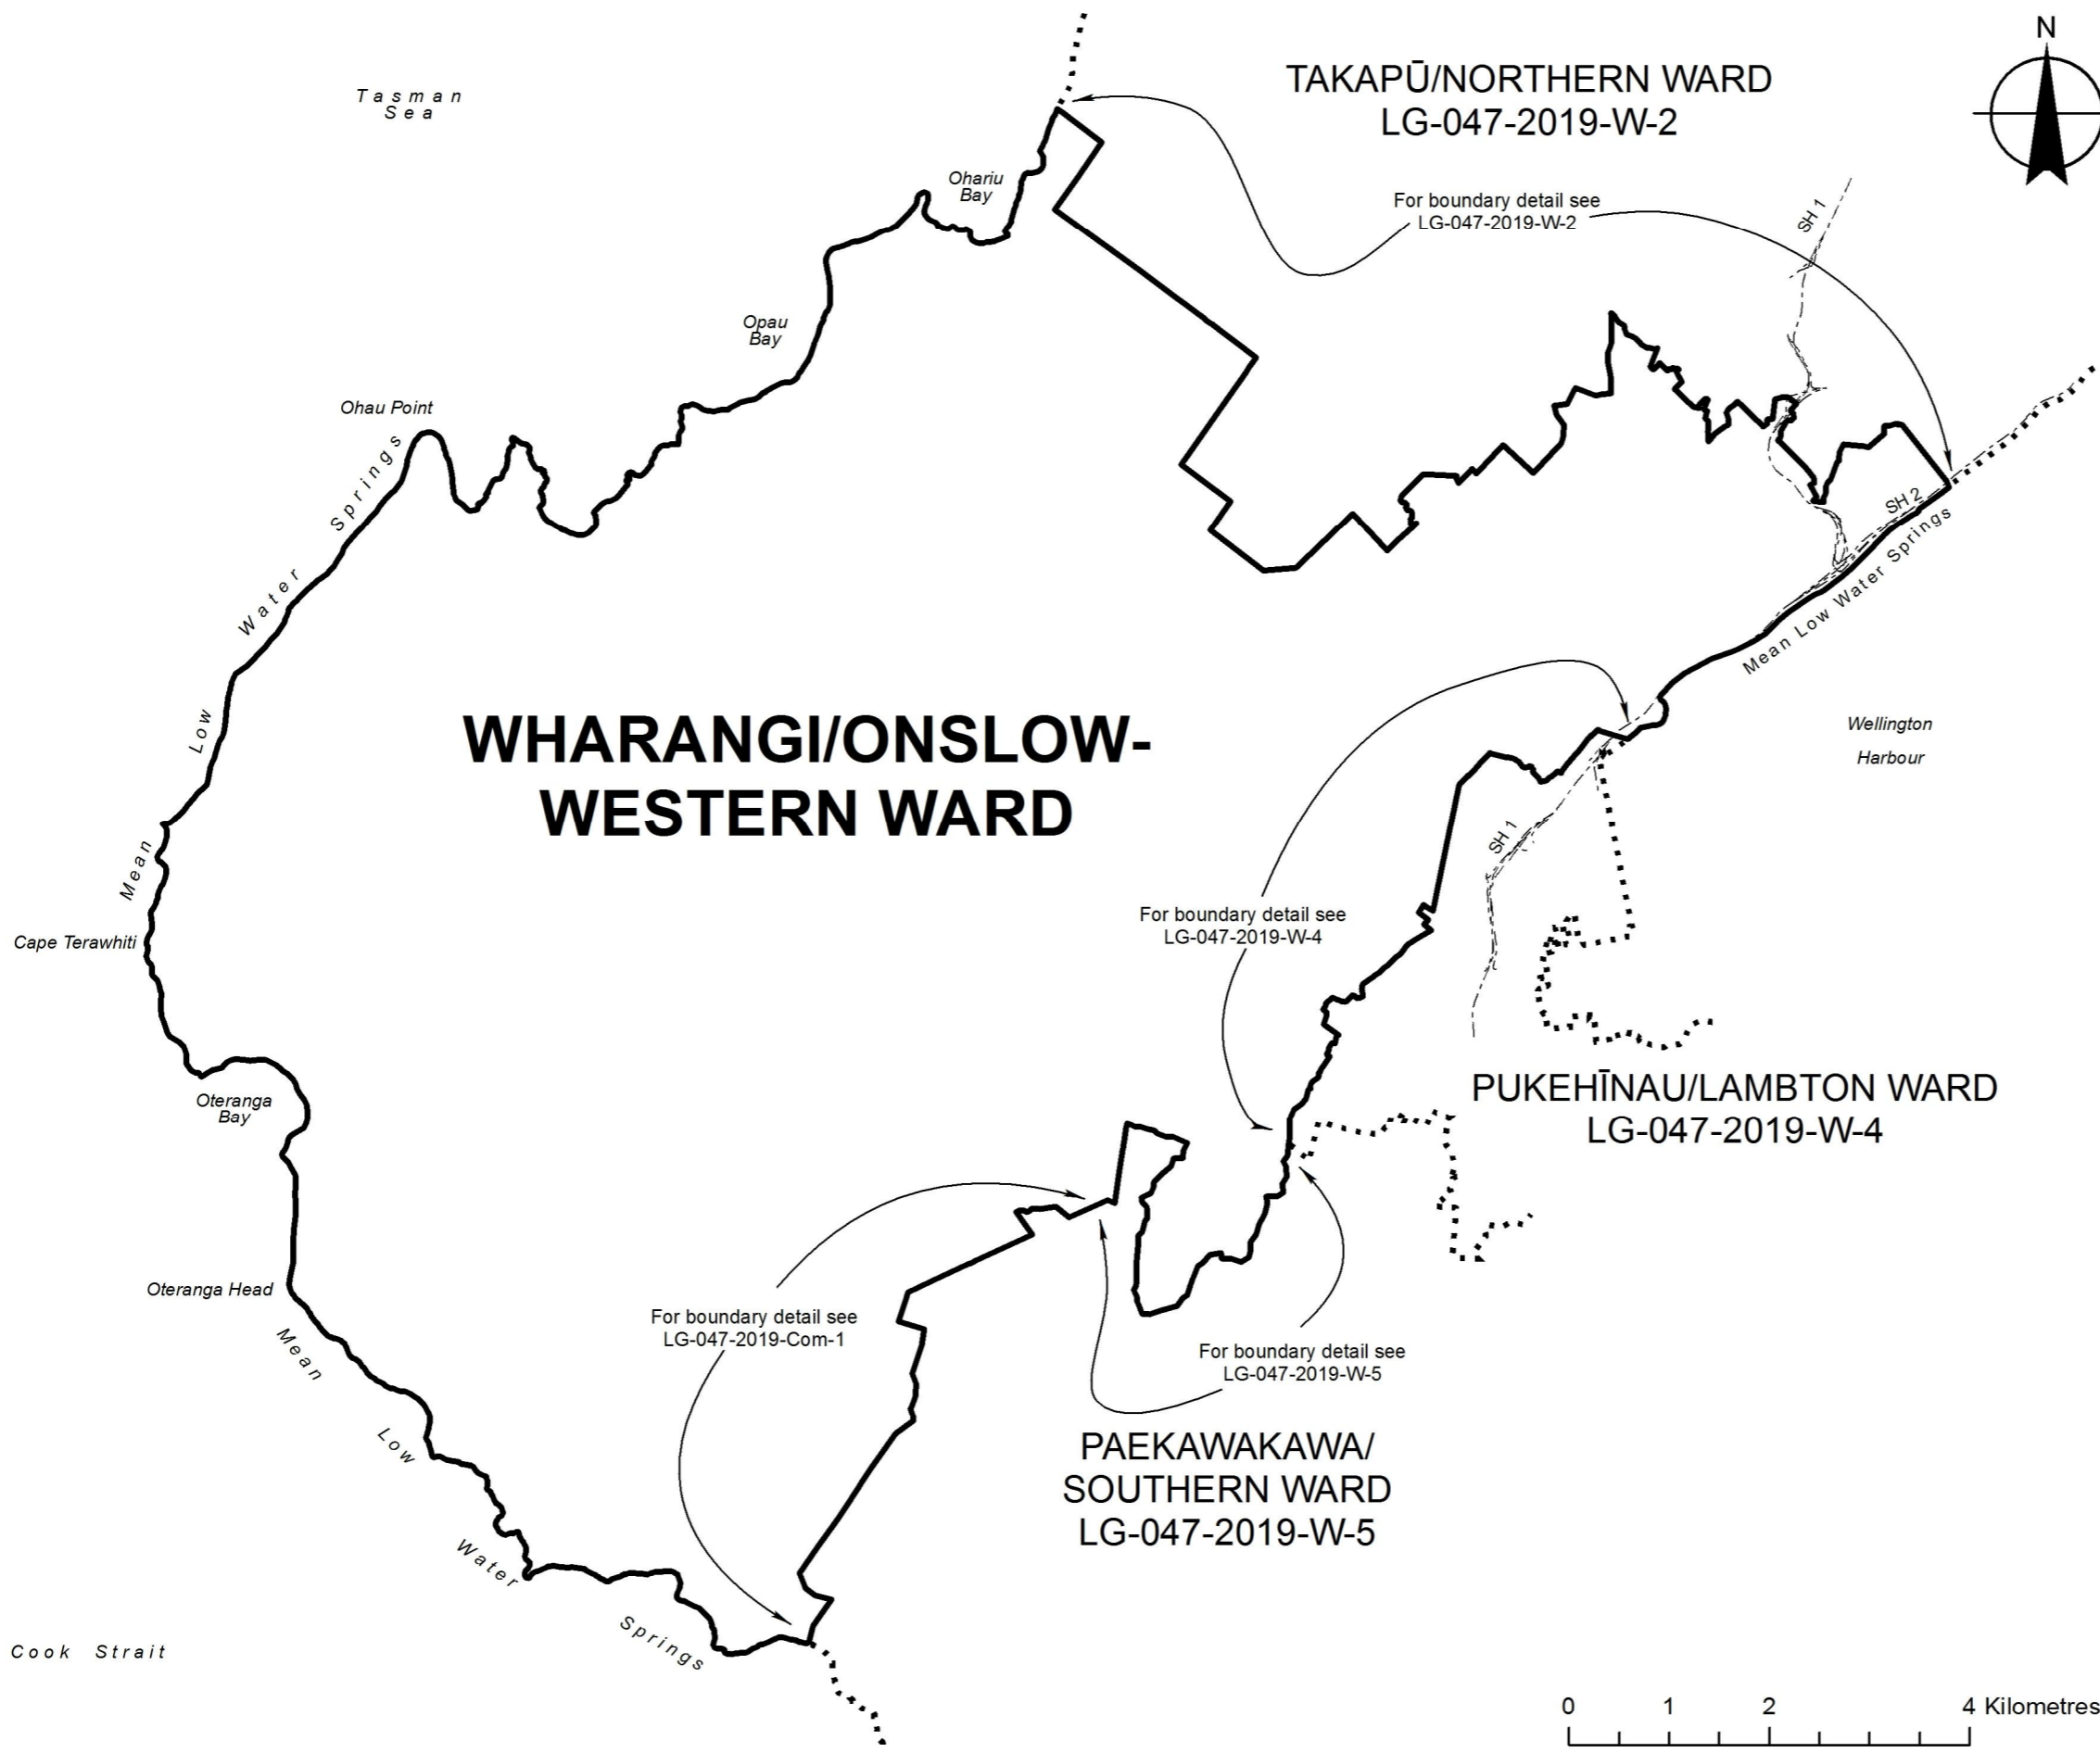 N
Tasman
Sea
TAKAPŪ/NORTHERN WARD
LG-047-2019-W-2
Ohariu
Bay
For boundary detail see
LG-047-2019-W-2
SH 1
Opau
Bay
Ohau Point
Mean Low Water Springs
SH 2
Mean Low Water Springs
WHARANGI/ONSLOW-
WESTERN WARD
Wellington
Harbour
SH 1
For boundary detail see
LG-047-2019-W-4
Cape Terawhiti
PUKEHĪNAU/LAMBTON WARD
LG-047-2019-W-4
Oteranga
Bay
Oteranga Head
For boundary detail see
LG-047-2019-Com-1
For boundary detail see
LG-047-2019-W-5
Mean Low Water Springs
PAEKAWAKAWA/
SOUTHERN WARD
LG-047-2019-W-5
Cook Strait
0 1 2 4 Kilometres